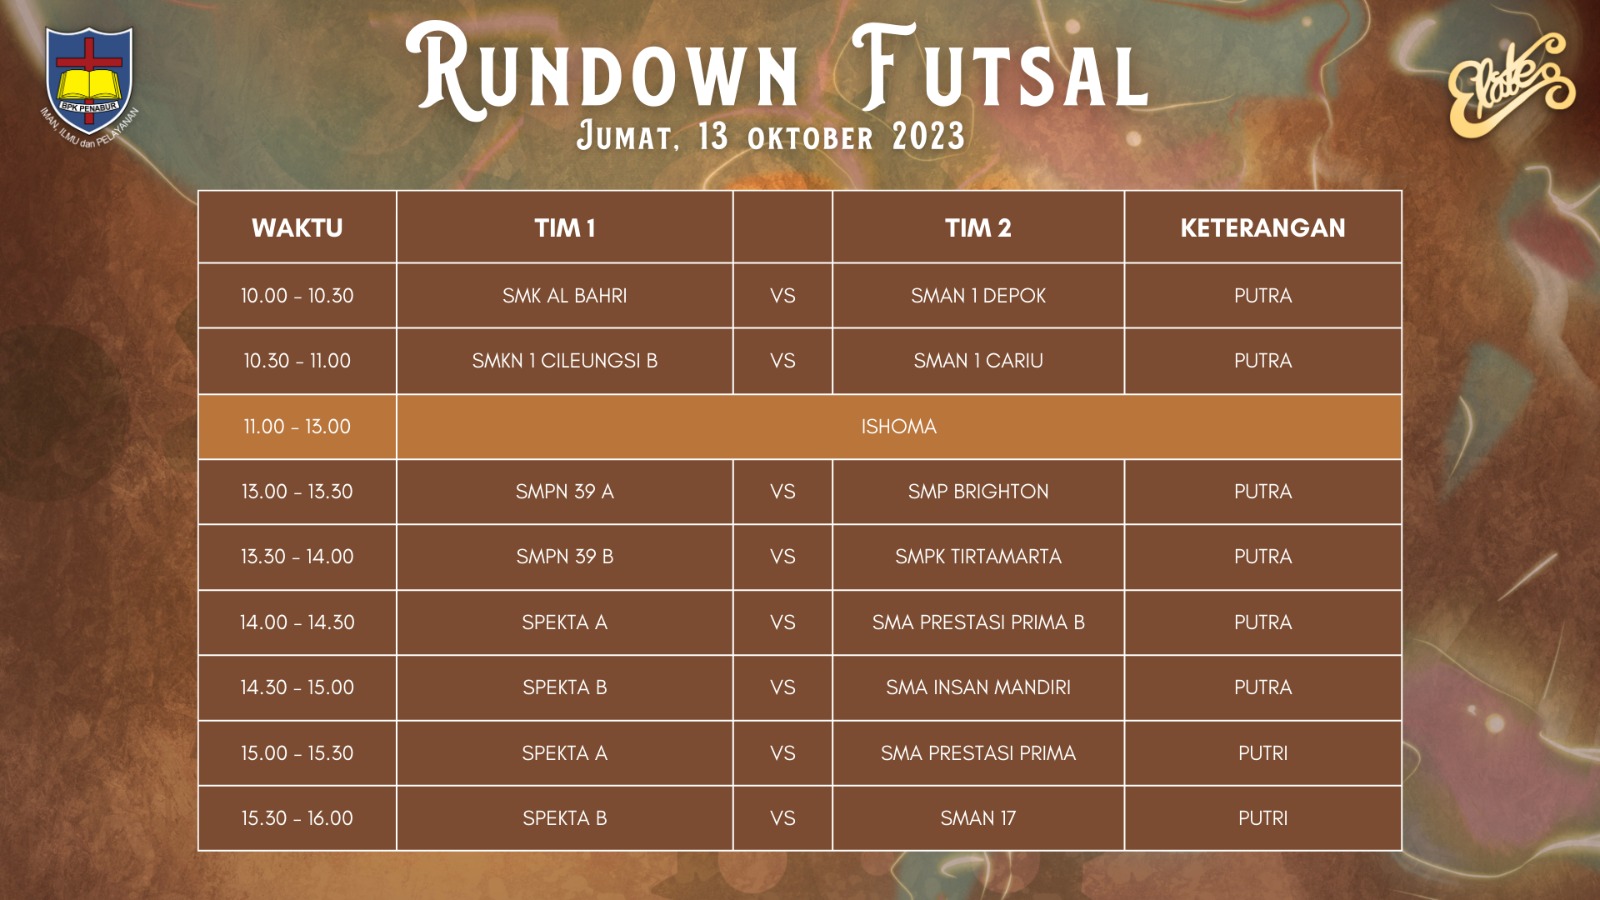 BPK PENABUR
IMAN, ILMU dan PELAYANAN
RUNDOWN FUTSAL
JUMAT, 13 OKTOBER 2023
WAKTU TIM 1 TIM 2 KETERANGAN
10.00 - 10.30 SMK AL BAHRI VS SMAN 1 DEPOK PUTRA
10.30 - 11.00 SMKN 1 CILEUNGSI B VS SMAN 1 CARIU PUTRA
11.00 - 13.00 ISHOMA
13.00 - 13.30 SMPN 39 A VS SMP BRIGHTON PUTRA
13.30 - 14.00 SMPN 39 B VS SMPK TIRTAMARTA PUTRA
14.00 - 14.30 SPEKTA A VS SMA PRESTASI PRIMA B PUTRA
14.30 - 15.00 SPEKTA B VS SMA INSAN MANDIRI PUTRA
15.00 - 15.30 SPEKTA A VS SMA PRESTASI PRIMA PUTRI
15.30 - 16.00 SPEKTA B VS SMAN 17 PUTRI